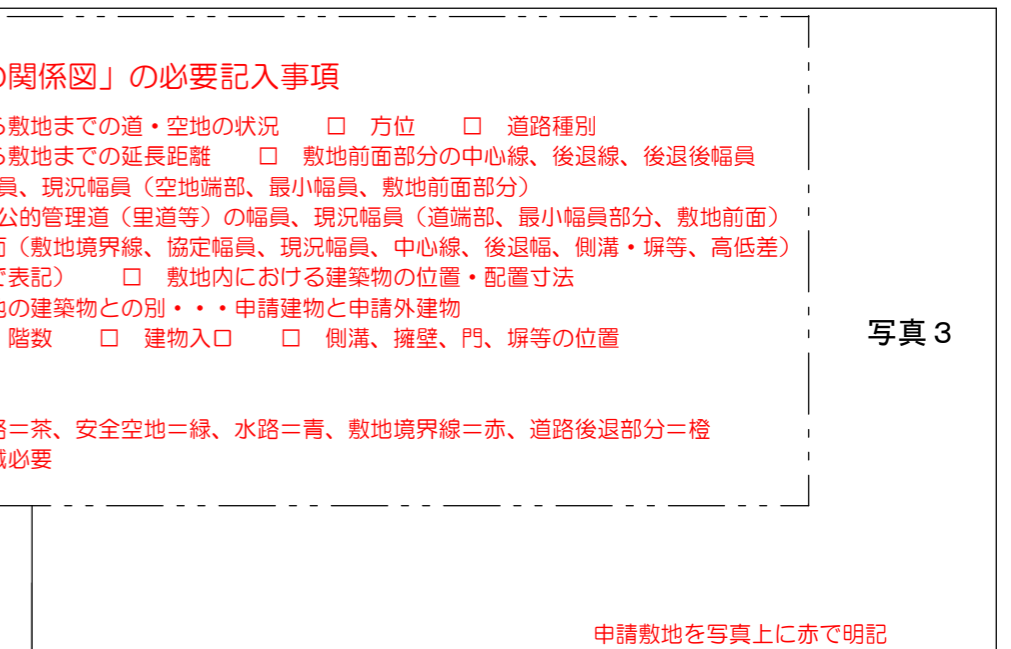 の関係図」の必要記入事項
ら敷地までの道・空地の状況　　□　方位　　□　道路種別
ら敷地までの延長距離　　□　敷地前面部分の中心線、後退線、後退後幅員
員、現況幅員（空地端部、最小幅員、敷地前面部分）
公的管理道（里道等）の幅員、現況幅員（道端部、最小幅員部分、敷地前面）
面（敷地境界線、協定幅員、現況幅員、中心線、後退幅、側溝・塀等、高低差）
で表記）　　□　敷地内における建築物の位置・配置寸法
地の建築物との別・・・申請建物と申請外建物
階数　　□　建物入口　　□　側溝、擁壁、門、塀等の位置
写真３
路＝茶、安全空地＝緑、水路＝青、敷地境界線＝赤、道路後退部分＝橙
必要
申請敷地を写真上に赤で明記